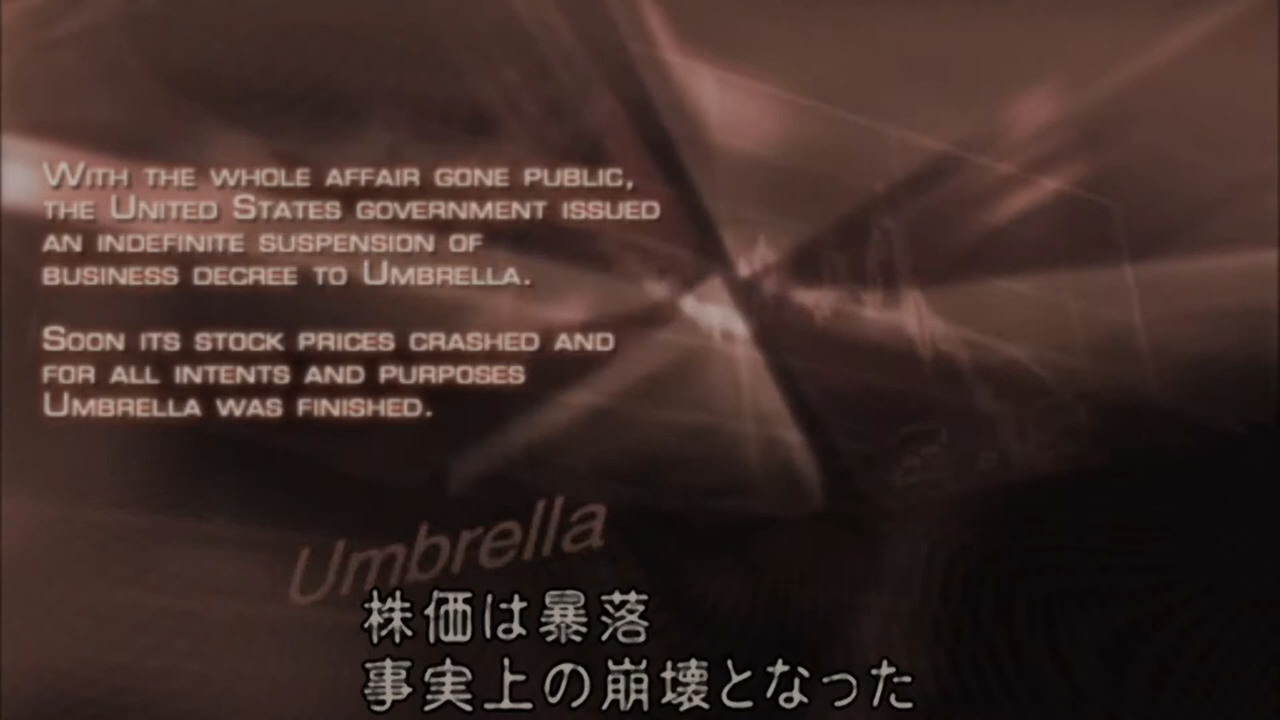 With the whole affair gone public,
the United States government issued
an indefinite suspension of
business decree to Umbrella.
Soon its stock prices crashed and
for all intents and purposes
Umbrella was finished.
Umbrella
株価は暴落
事実上の崩壊となった